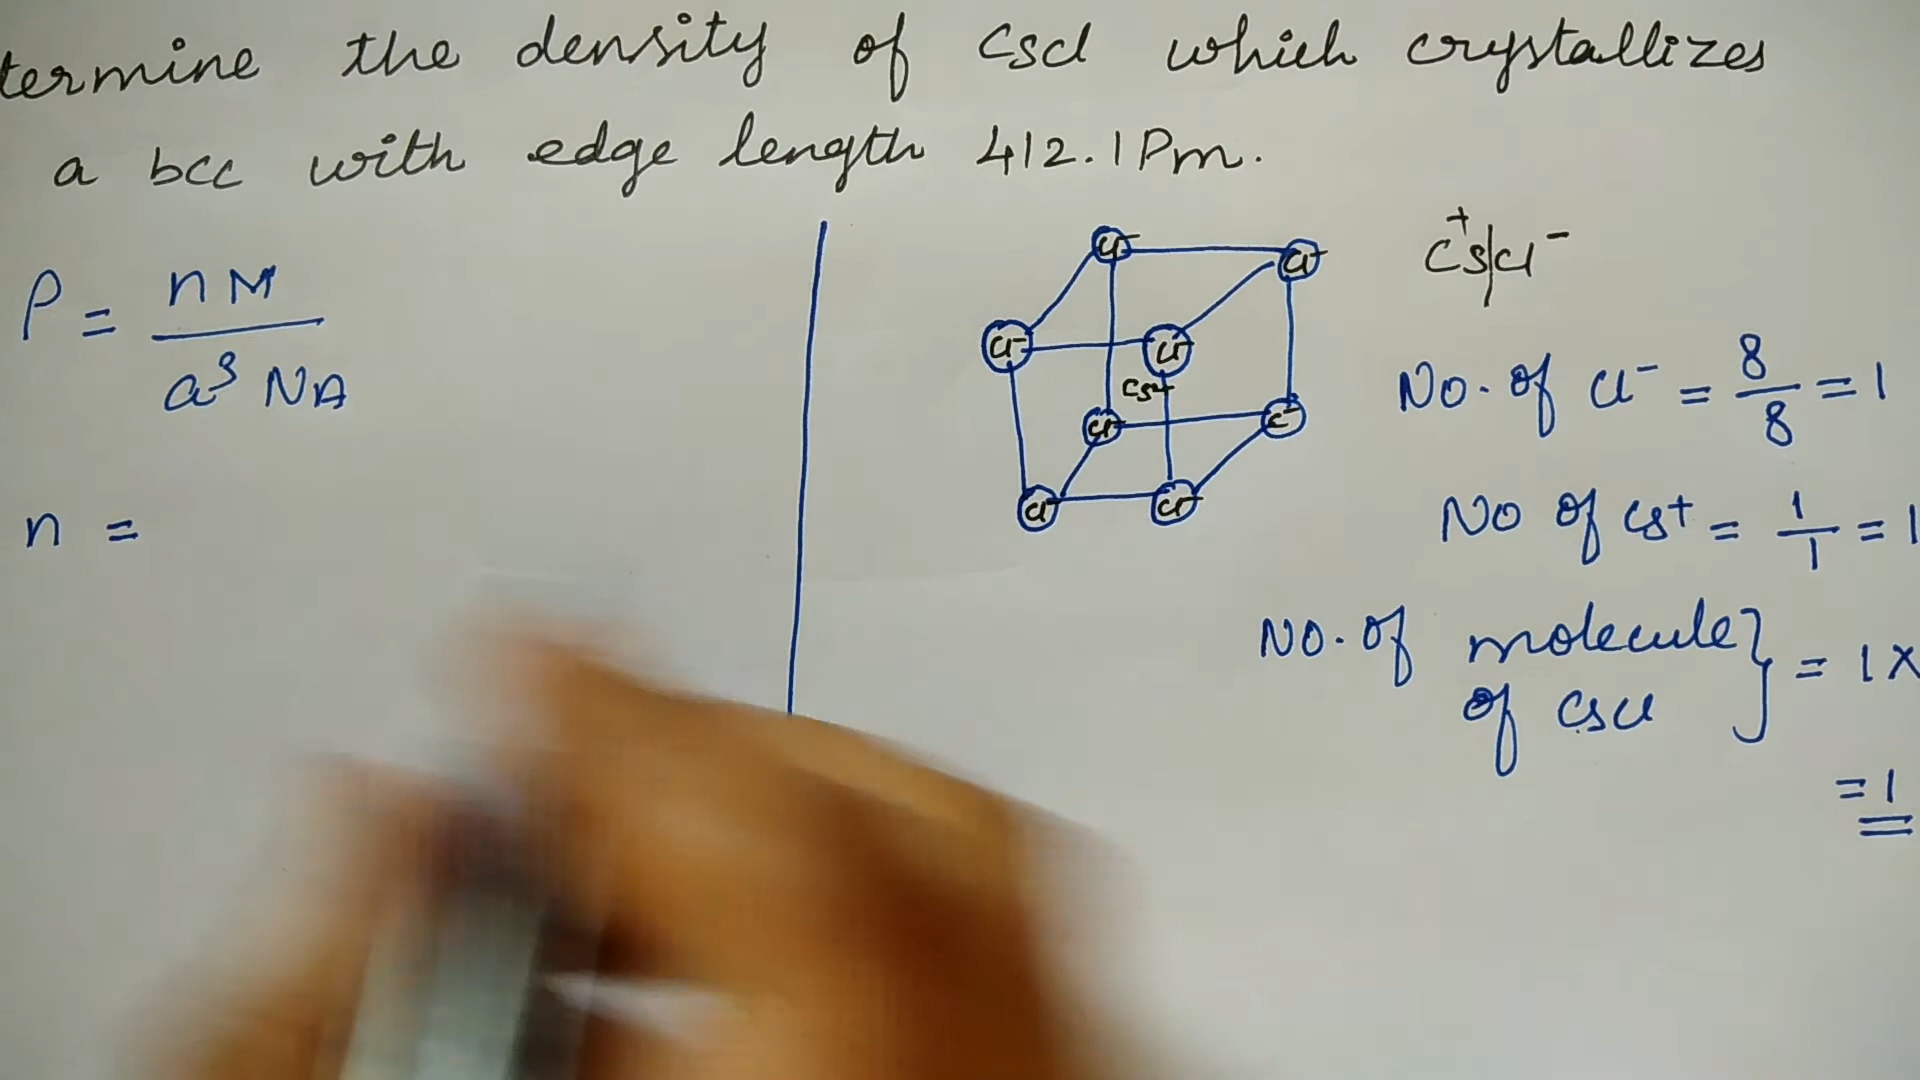 termine the density of Cscl which crystallizes
a bcc with edge length 412.1Pm.
ρ = nM / a³ NA
n =
Cl⁻ Cl⁻
Cl⁻ Cl⁻
Cs+
Cl⁻ Cl⁻
Cl⁻ Cl⁻
C⁺s|cl⁻
No. of cl⁻ = 8/8 = 1
No of cs+ = 1/1 = 1
No. of molecule } = 1 x
of cscl
= 1